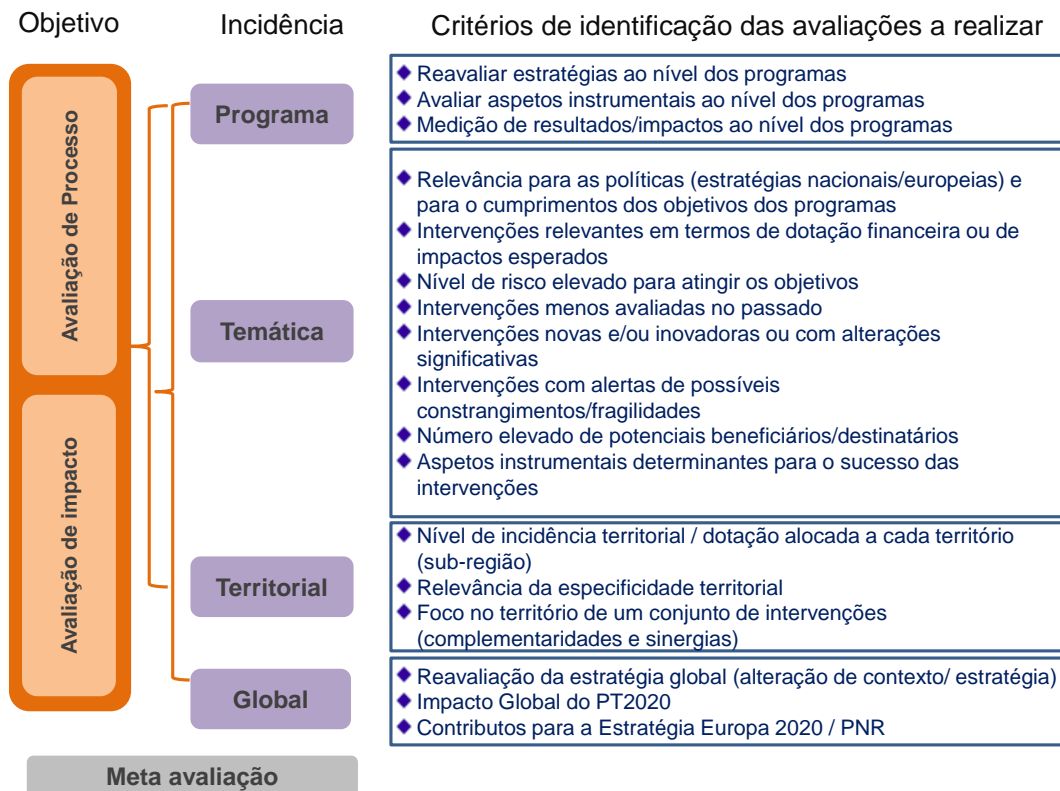 Objetivo
Incidência
Critérios de identificação das avaliações a realizar
Avaliação de Processo
Avaliação de impacto
Programa
◆ Reavaliar estratégias ao nível dos programas
◆ Avaliar aspetos instrumentais ao nível dos programas
◆ Medição de resultados/impactos ao nível dos programas
Temática
◆ Relevância para as políticas (estratégias nacionais/europeias) e
para o cumprimentos dos objetivos dos programas
◆ Intervenções relevantes em termos de dotação financeira ou de
impactos esperados
◆ Nível de risco elevado para atingir os objetivos
◆ Intervenções menos avaliadas no passado
◆ Intervenções novas e/ou inovadoras ou com alterações
significativas
◆ Intervenções com alertas de possíveis
constrangimentos/fragilidades
◆ Número elevado de potenciais beneficiários/destinatários
◆ Aspetos instrumentais determinantes para o sucesso das
intervenções
Territorial
◆ Nível de incidência territorial / dotação alocada a cada território
(sub-região)
◆ Relevância da especificidade territorial
◆ Foco no território de um conjunto de intervenções
(complementaridades e sinergias)
Global
◆ Reavaliação da estratégia global (alteração de contexto/ estratégia)
◆ Impacto Global do PT2020
◆ Contributos para a Estratégia Europa 2020 / PNR
Meta avaliação